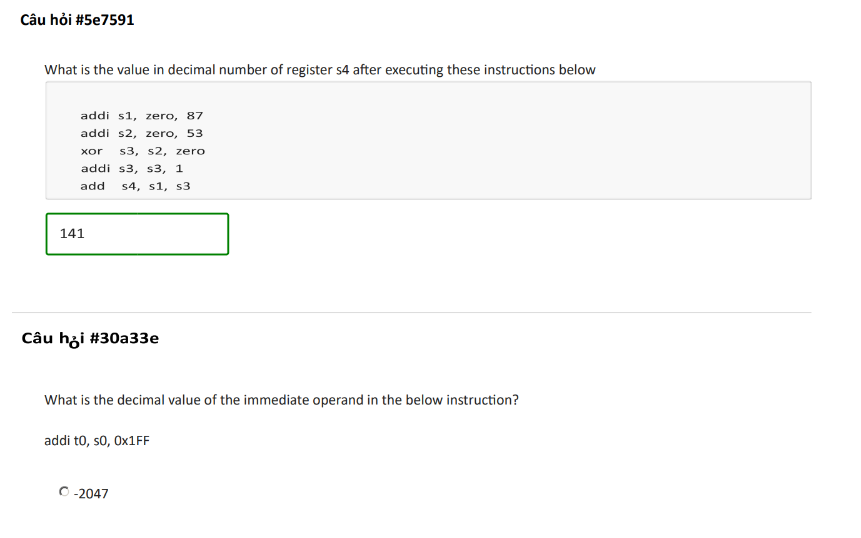 Câu hỏi #5e7591
What is the value in decimal number of register s4 after executing these instructions below
addi s1, zero, 87
addi s2, zero, 53
xor s3, s2, zero
addi s3, s3, 1
add s4, s1, s3
141
Câu hỏi #30a33e
What is the decimal value of the immediate operand in the below instruction?
addi t0, s0, 0x1FF
-2047